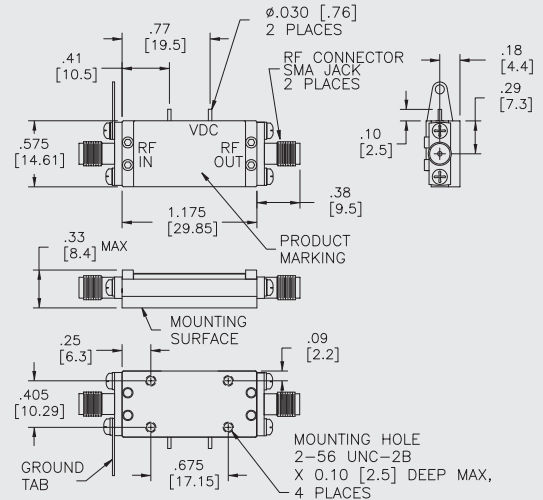 .77
[19.5]
ø.030 [.76]
2 PLACES
.41
[10.5]
RF CONNECTOR
SMA JACK
2 PLACES
.18
[4.4]
.29
[7.3]
VDC
RF
IN
RF
OUT
.575
[14.61]
.10
[2.5]
.38
[9.5]
1.175
[29.85]
PRODUCT
MARKING
.33
[8.4] MAX
MOUNTING
SURFACE
.25
[6.3]
.09
[2.2]
.405
[10.29]
GROUND
TAB
.675
[17.15]
MOUNTING HOLE
2-56 UNC-2B
X 0.10 [2.5] DEEP MAX,
4 PLACES